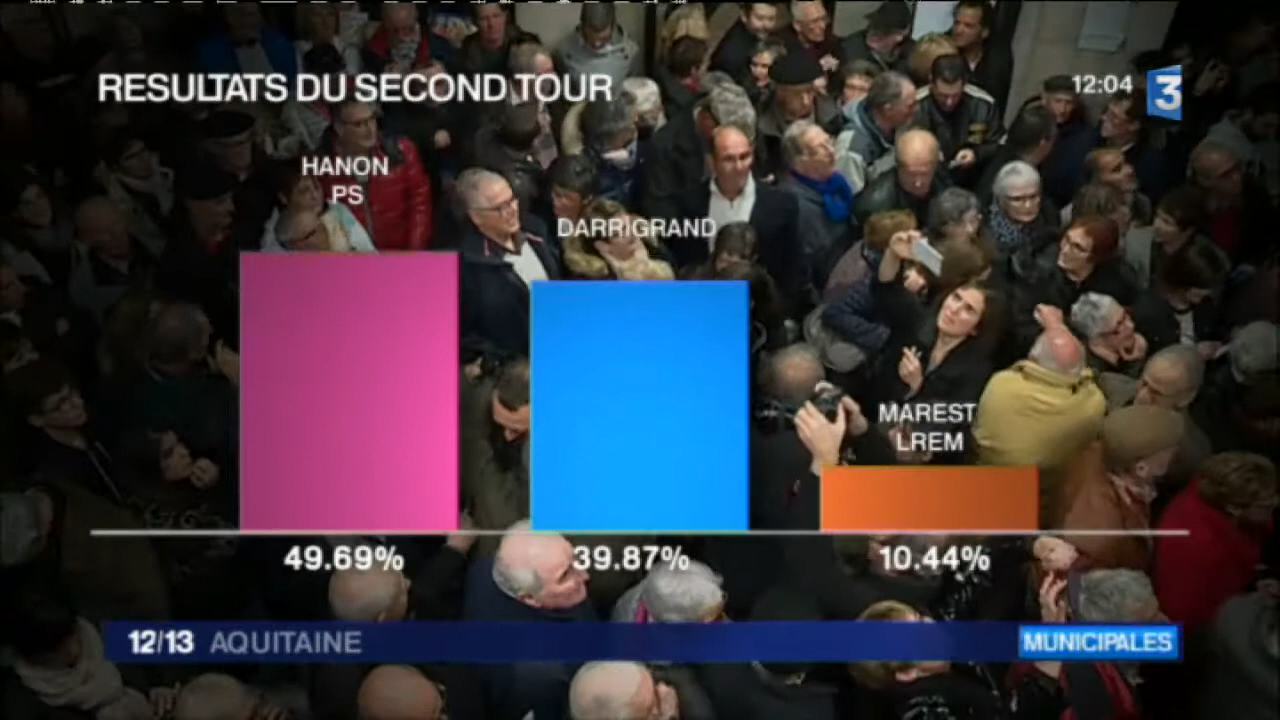 RESULTATS DU SECOND TOUR
12:04 3
HANON
PS
DARRIGRAND
MAREST
LREM
49.69%
39.87%
10.44%
12/13 AQUITAINE
MUNICIPALES